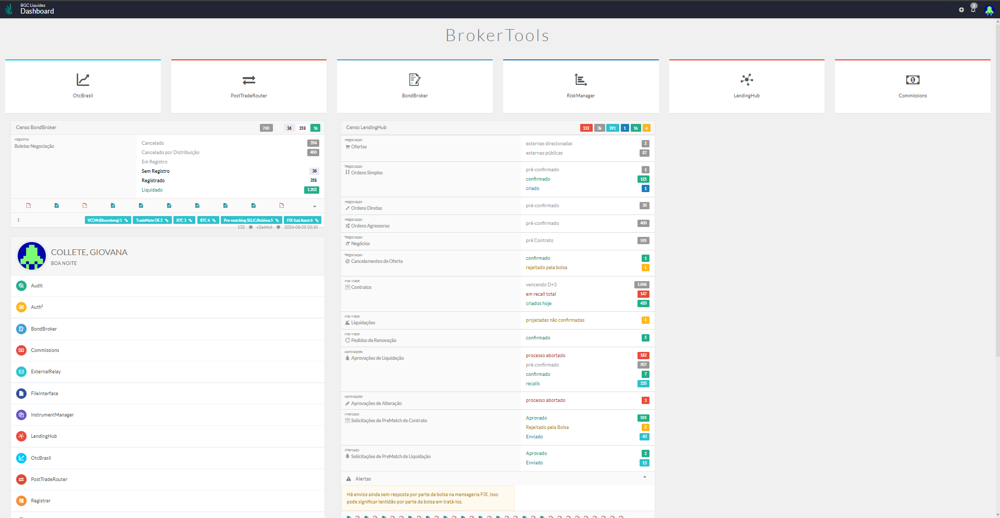 BGC Liquidez
Dashboard
2
BrokerTools
OtcBrasil
PostTradeRouter
BondBroker
RiskManager
LendingHub
Commissions
Censo BondBroker
760 36 358 1k
Registros
Boletas Negociação
Cancelado 354
Cancelado por Distribuição 406
Em Registro
Sem Registro 36
Registrado 358
Liquidado 1.202
VCON (Bloomberg) 1
TradeMate OE 2
RTC 3
RTC 4
Pre-matching SELIC/Anbima 5
FIX Itaú Asset 6
122 c2ad4c6 2026-08-05 03:10
COLLETE, GIOVANA
BOA NOITE
Audit
Auth²
BondBroker
Commissions
ExternalRelay
FileInterface
InstrumentManager
LendingHub
OtcBrasil
PostTradeRouter
Registrar
Censo LendingHub
332 3k 391 1 1k 4
Negociação
Ofertas
externas direcionadas 2
externas públicas 87
Negociação
Ordens Simples
pré-confirmado 1
confirmado 125
criado 1
Negociação
Ordens Diretas
pré-confirmado 30
Negociação
Ordens Agressoras
pré-confirmado 400
Negociação
Negócios
pré Contrato 595
Negociação
Cancelamentos de Oferta
confirmado 1
rejeitado pela bolsa 1
Pós-Trade
Contratos
vencendo D+3 1.046
em recall total 147
criados hoje 420
Pós-Trade
Liquidações
projetadas não confirmadas 1
Pós-Trade
Pedidos de Renovação
confirmado 5
Aprovações
Aprovações de Liquidação
processo abortado 182
pré-confirmado 907
confirmado 7
recalls 335
Aprovações
Aprovações de Alteração
processo abortado 3
iMercado
Solicitações de PreMatch de Contrato
Aprovado 501
Rejeitado pela Bolsa 2
Enviado 43
iMercado
Solicitações de PreMatch de Liquidação
Aprovado 2
Enviado 13
Alertas
Há envios ainda sem resposta por parte da bolsa na mensageria FIX. Isso
pode significar lentidão por parte da bolsa em tratá-los.